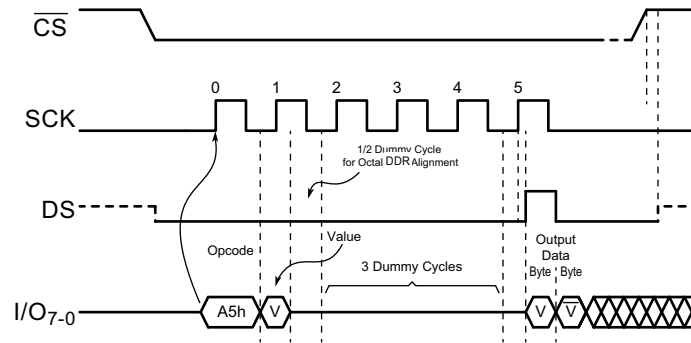 CS
0 1 2 3 4 5
SCK
1/2 Dummy Cycle
for Octal DDR Alignment
DS
Opcode
Value
3 Dummy Cycles
Output
Data
Byte Byte
I/O7-0
A5h V V V